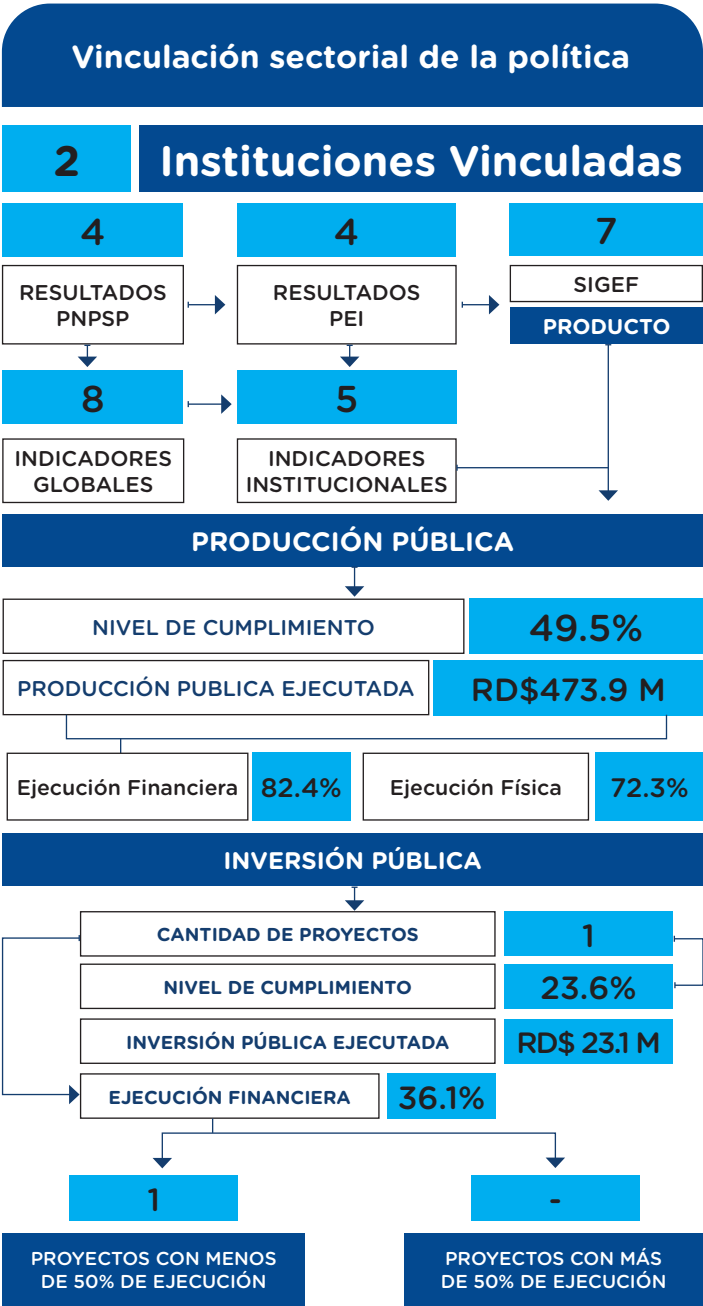 Vinculación sectorial de la política
2 Instituciones Vinculadas
4
RESULTADOS
PNPSP
4
RESULTADOS
PEI
7
SIGEF
PRODUCTO
8
INDICADORES
GLOBALES
5
INDICADORES
INSTITUCIONALES
PRODUCCIÓN PÚBLICA
NIVEL DE CUMPLIMIENTO 49.5%
PRODUCCIÓN PUBLICA EJECUTADA RD$473.9 M
Ejecución Financiera 82.4% Ejecución Física 72.3%
INVERSIÓN PÚBLICA
CANTIDAD DE PROYECTOS 1
NIVEL DE CUMPLIMIENTO 23.6%
INVERSIÓN PÚBLICA EJECUTADA RD$ 23.1 M
EJECUCIÓN FINANCIERA 36.1%
1
PROYECTOS CON MENOS
DE 50% DE EJECUCIÓN
-
PROYECTOS CON MÁS
DE 50% DE EJECUCIÓN